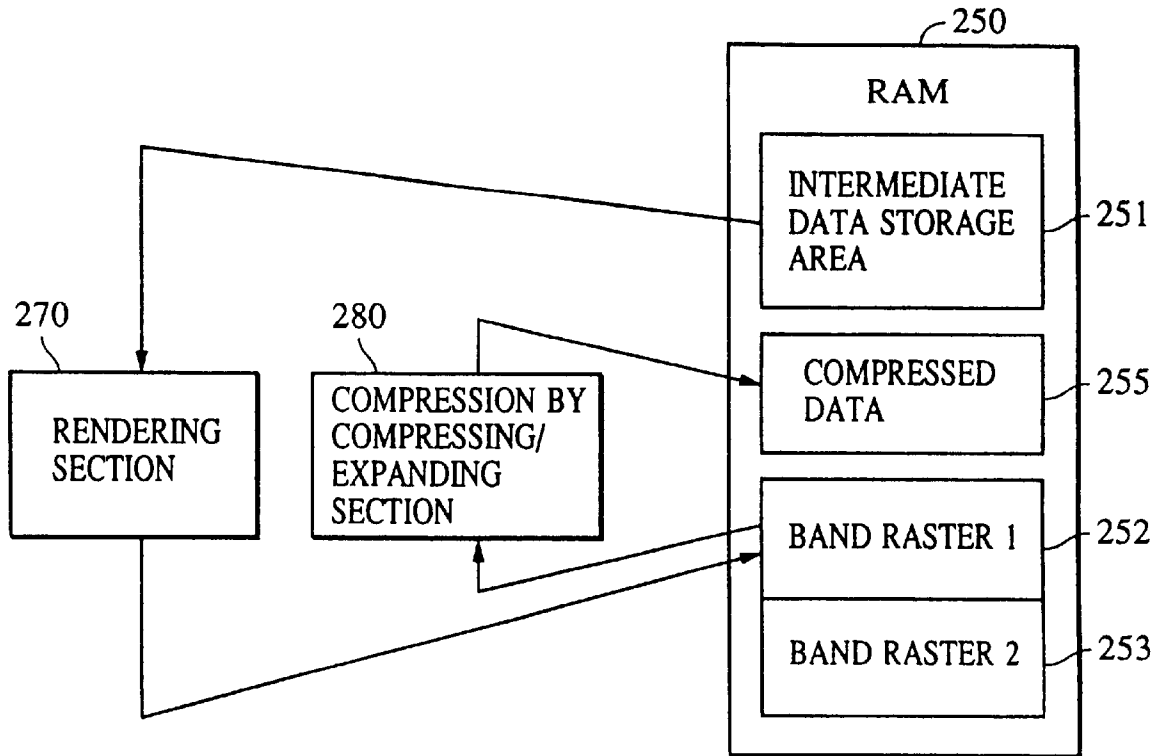 250
RAM
INTERMEDIATE
DATA STORAGE
AREA
251
270
280
RENDERING
SECTION
COMPRESSION BY
COMPRESSING/
EXPANDING
SECTION
COMPRESSED
DATA
255
BAND RASTER 1
252
BAND RASTER 2
253